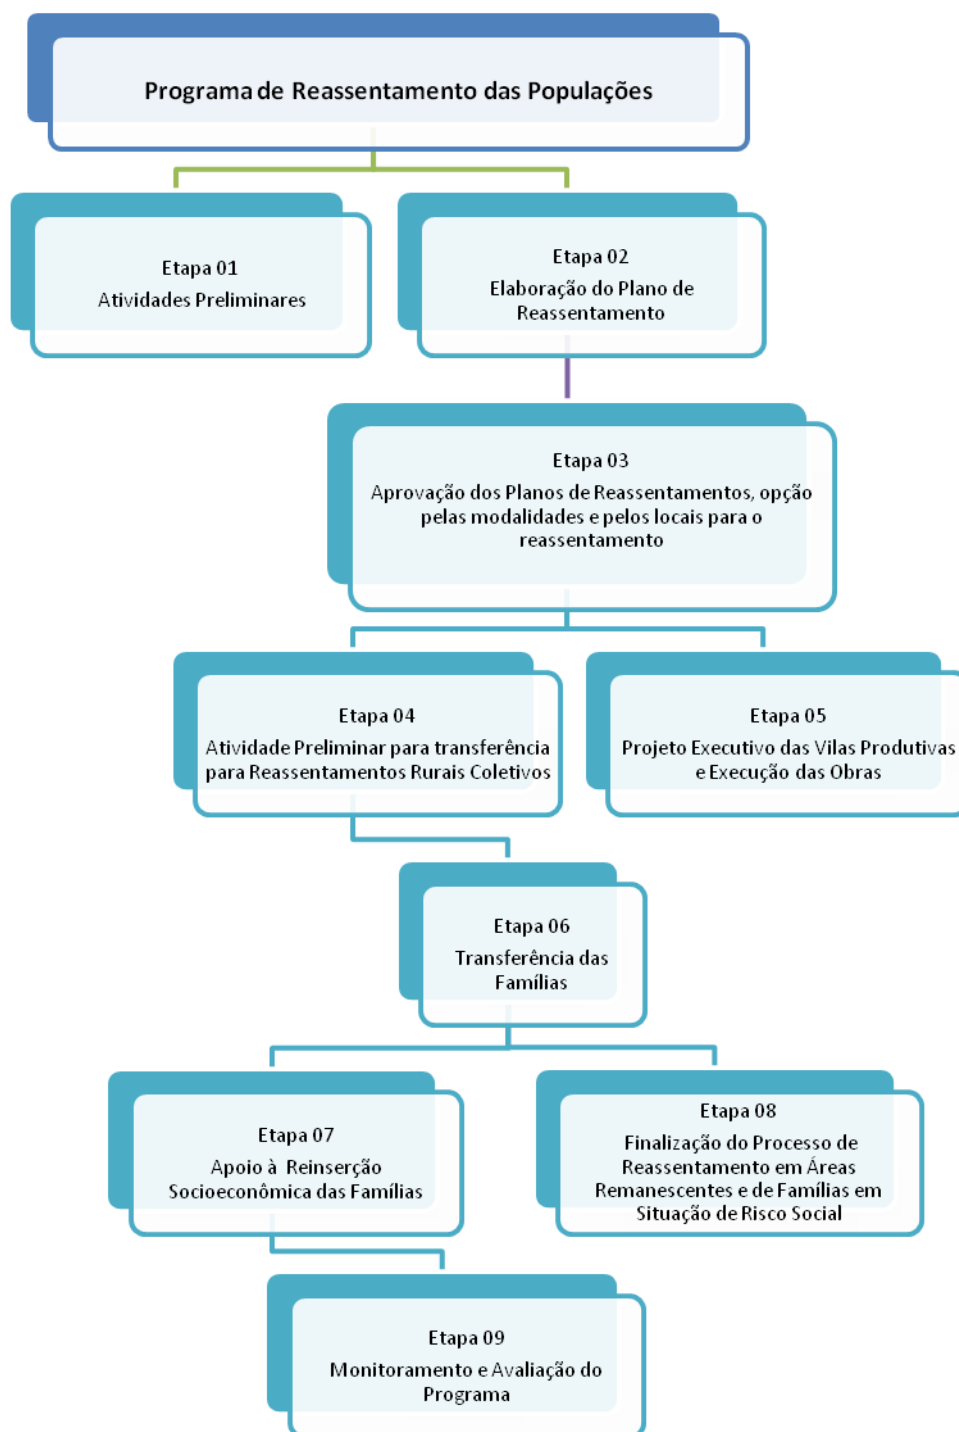 Programa de Reassentamento das Populações
Etapa 01
Atividades Preliminares
Etapa 02
Elaboração do Plano de
Reassentamento
Etapa 03
Aprovação dos Planos de Reassentamentos, opção
pelas modalidades e pelos locais para o
reassentamento
Etapa 04
Atividade Preliminar para transferência
para Reassentamentos Rurais Coletivos
Etapa 05
Projeto Executivo das Vilas Produtivas
e Execução das Obras
Etapa 06
Transferência das
Famílias
Etapa 07
Apoio à Reinserção
Socioeconômica das Famílias
Etapa 08
Finalização do Processo de
Reassentamento em Áreas
Remanescentes e de Famílias em
Situação de Risco Social
Etapa 09
Monitoramento e Avaliação do
Programa